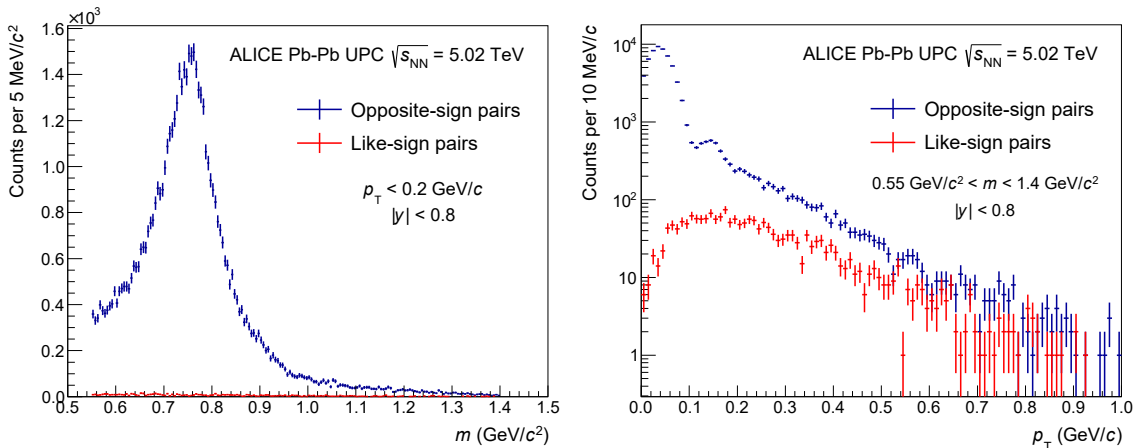 ×10³
1.6
1.4
1.2
1.0
0.8
0.6
0.4
0.2
0.0
Counts per 5 MeV/c²
ALICE Pb-Pb UPC √sNN = 5.02 TeV
Opposite-sign pairs
Like-sign pairs
pT < 0.2 GeV/c
|y| < 0.8
0.5 0.6 0.7 0.8 0.9 1.0 1.1 1.2 1.3 1.4 1.5
m (GeV/c²)
10⁴
10³
10²
10
1
Counts per 10 MeV/c
ALICE Pb-Pb UPC √sNN = 5.02 TeV
Opposite-sign pairs
Like-sign pairs
0.55 GeV/c² < m < 1.4 GeV/c²
|y| < 0.8
0.0 0.1 0.2 0.3 0.4 0.5 0.6 0.7 0.8 0.9 1.0
pT (GeV/c)